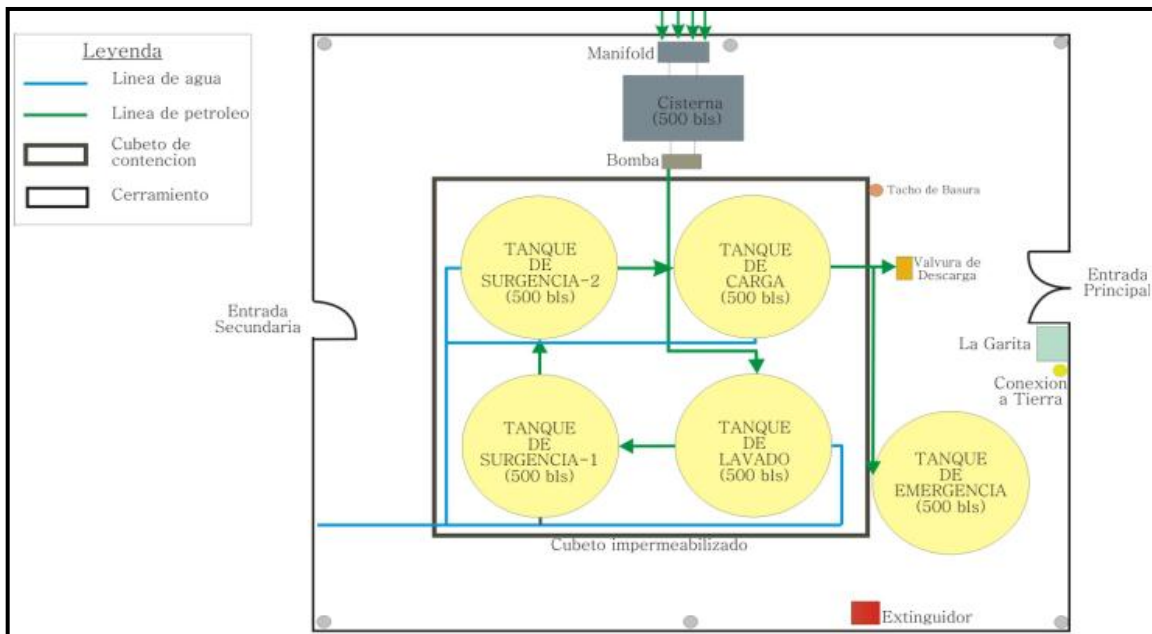 Leyenda
Linea de agua
Linea de petroleo
Cubeto de
contencion
Cerramiento
Manifold
Cisterna
(500 bls)
Bomba
Tacho de Basura
TANQUE
DE
SURGENCIA-2
(500 bls)
TANQUE
DE
CARGA
(500 bls)
Valvura de
Descarga
Entrada
Principal
Entrada
Secundaria
La Garita
Conexion
a Tierra
TANQUE
DE
SURGENCIA-1
(500 bls)
TANQUE
DE
LAVADO
(500 bls)
TANQUE
DE
EMERGENCIA
(500 bls)
Cubeto impermeabilizado
Extinguidor